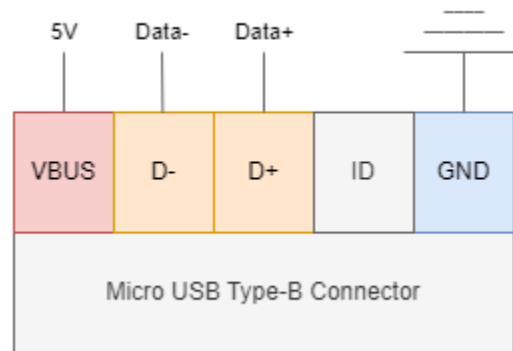 5V Data- Data+
VBUS D- D+ ID GND
Micro USB Type-B Connector